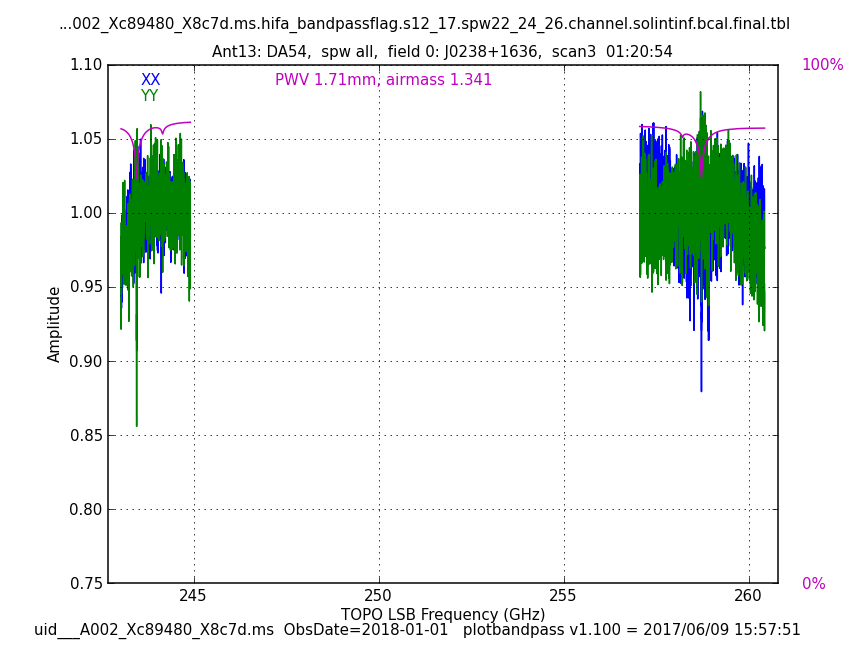 ...002_Xc89480_X8c7d.ms.hifa_bandpassflag.s12_17.spw22_24_26.channel.solintinf.bcal.final.tbl
Ant13: DA54,  spw all,  field 0: J0238+1636,  scan3  01:20:54
XX
YY
PWV 1.71mm, airmass 1.341
100%
0%
1.10
1.05
1.00
0.95
0.90
0.85
0.80
0.75
Amplitude
245
250
255
260
TOPO LSB Frequency (GHz)
uid___A002_Xc89480_X8c7d.ms  ObsDate=2018-01-01   plotbandpass v1.100 = 2017/06/09 15:57:51